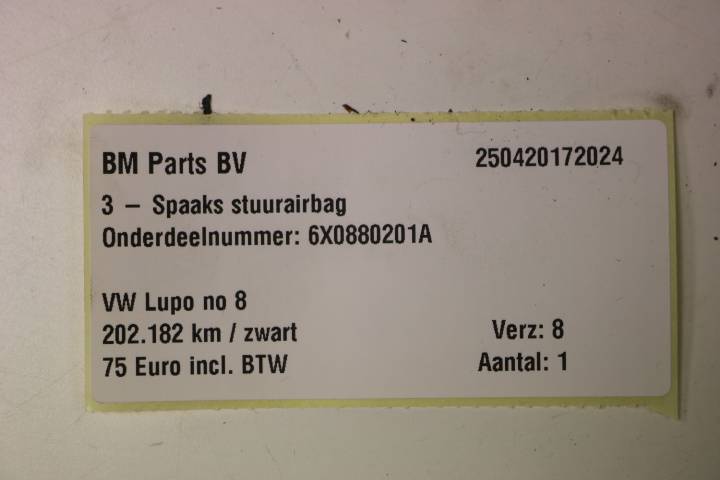 BM Parts BV 250420172024
3 – Spaaks stuurairbag
Onderdeelnummer: 6X0880201A
VW Lupo no 8
202.182 km / zwart Verz: 8
75 Euro incl. BTW Aantal: 1